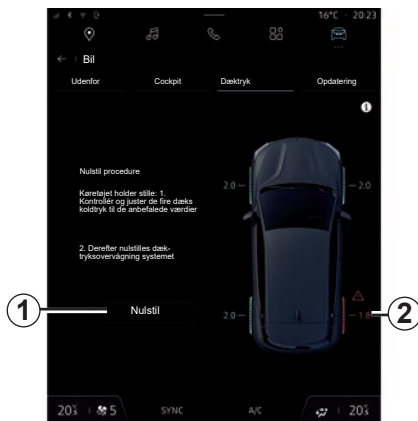 16°C · 20:23
← Bil
Udenfor Cockpit Dæktryk Opdatering
Nulstil procedure
Køretøjet holder stille: 1.
Kontrollér og juster de fire dæks
koldtryk til de anbefalede værdier
2.0 2.0
2. Derefter nulstilles dæk-
tryksovervågning systemet
1 Nulstil 2.0 1.8 2
20 5 SYNC A/C 20